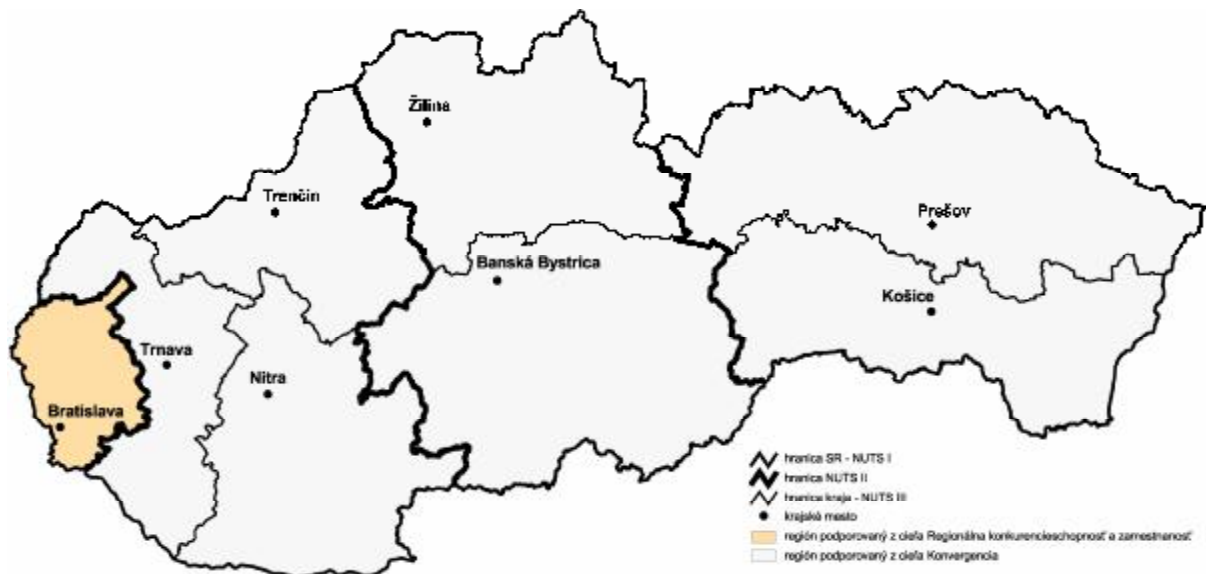 Žilina
Trenčín
Prešov
Banská Bystrica
Košice
Trnava
Nitra
Bratislava
hranica SR - NUTS I
hranica NUTS II
hranica kraja - NUTS III
krajské mesto
región podporovaný z cieľa Regionálna konkurencieschopnosť a zamestnanosť
región podporovaný z cieľa Konvergencia